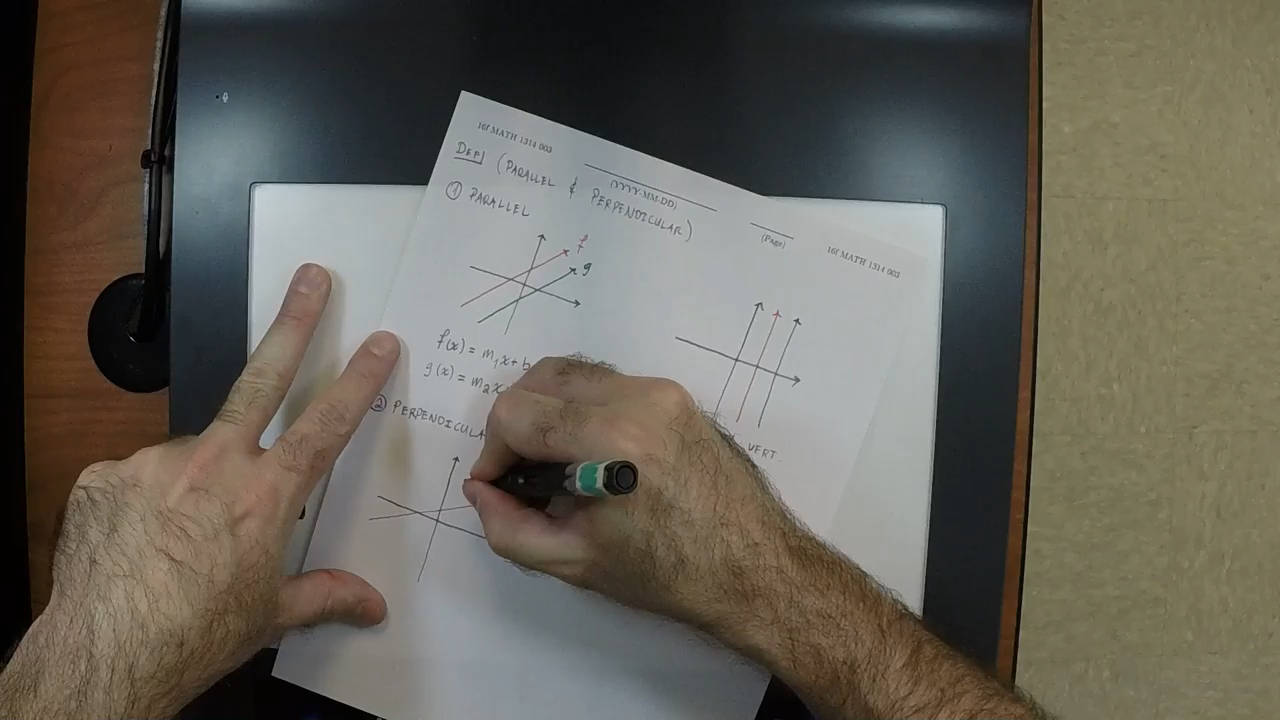 16f MATH 1314 003
(YYYY-MM-DD)
(Page)
16f MATH 1314 003
DEF] (PARALLEL & PERPENDICULAR)
① PARALLEL
f
g
f(x) = m₁x + b
g(x) = m₂x
VERT.
② PERPENDICULA